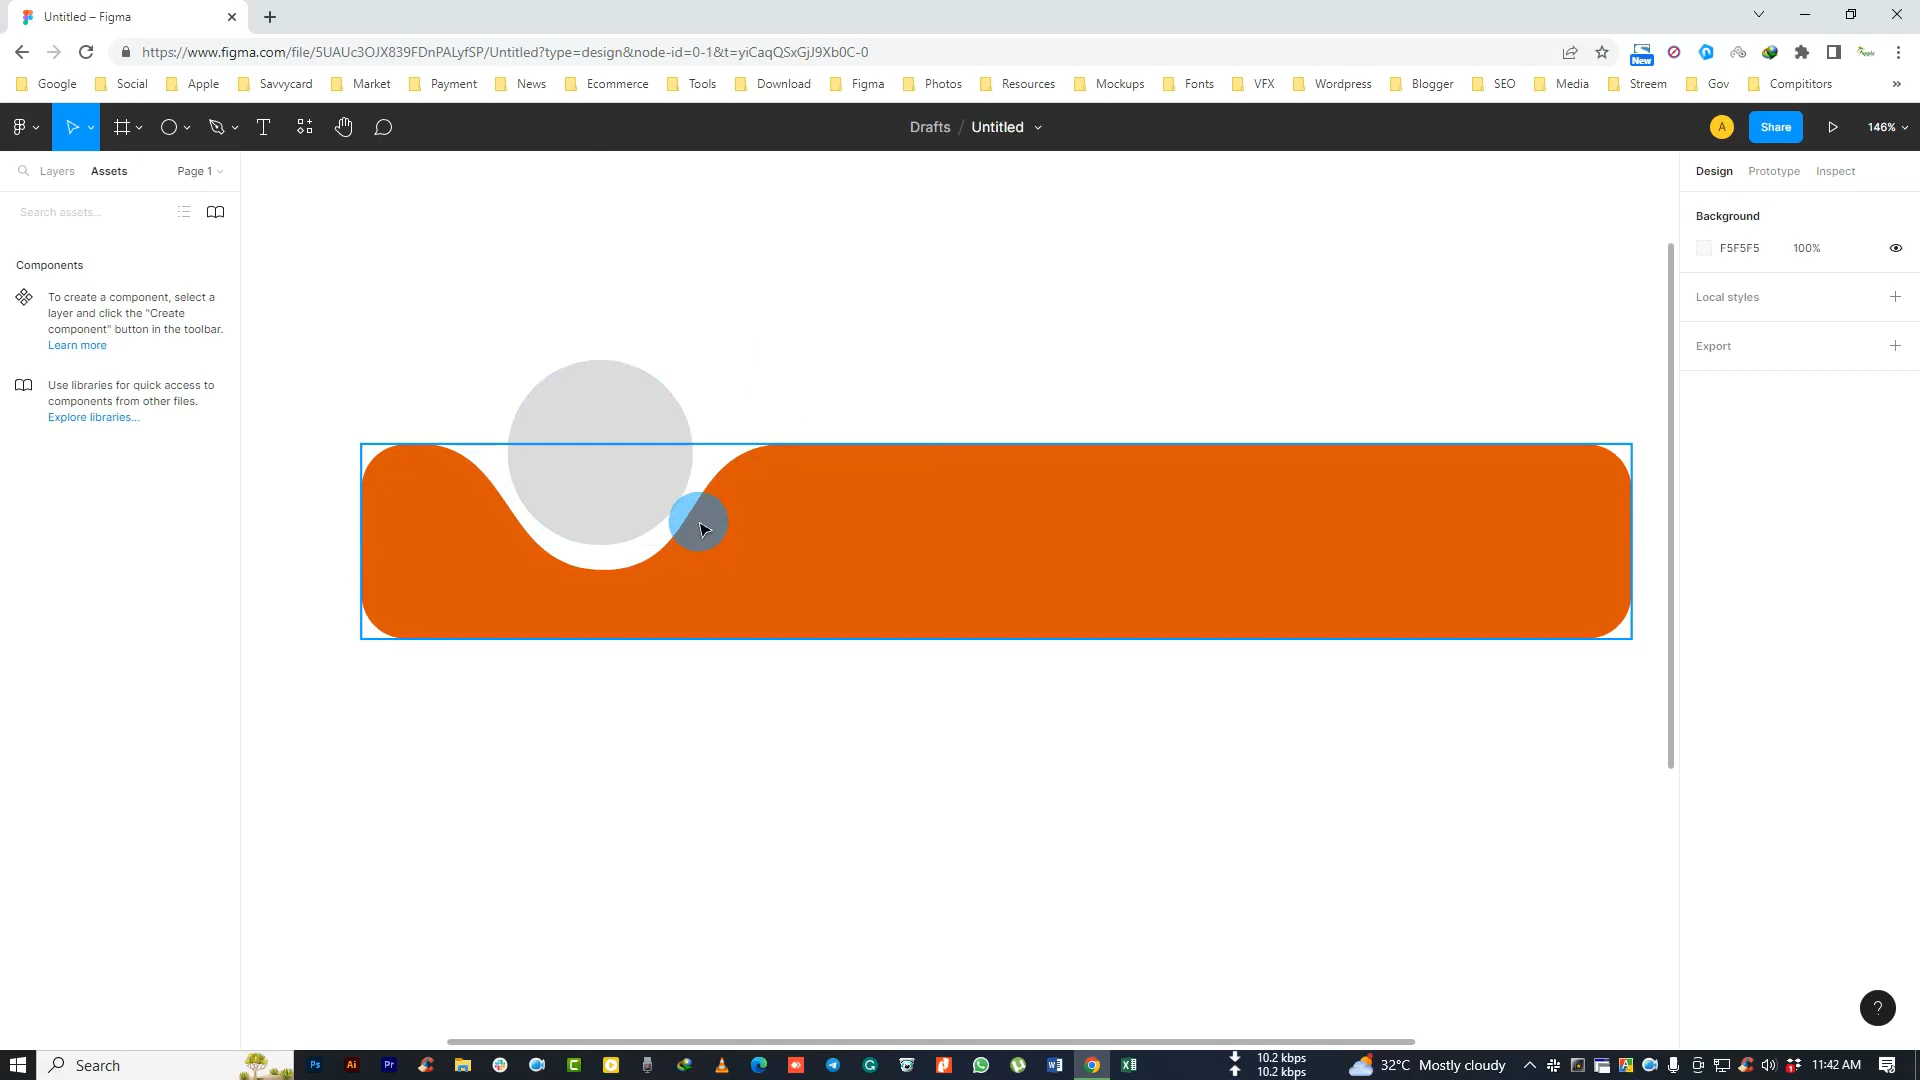 Untitled – Figma
https://www.figma.com/file/5UAUc3OJX839FDnPALyfSP/Untitled?type=design&node-id=0-1&t=yiCaqQSxGjJ9Xb0C-0
New
Google Social Apple Savvycard Market Payment News Ecommerce Tools Download Figma Photos Resources Mockups Fonts VFX Wordpress Blogger SEO Media Streem Gov Compititors
Drafts / Untitled
A
Share
146%
Layers Assets Page 1
Search assets...
Components
To create a component, select a
layer and click the "Create
component" button in the toolbar.
Learn more
Use libraries for quick access to
components from other files.
Explore libraries...
Design Prototype Inspect
Background
F5F5F5 100%
Local styles
Export
?
Search
Ps Ai Pr
10.2 kbps
10.2 kbps
32°C Mostly cloudy
11:42 AM